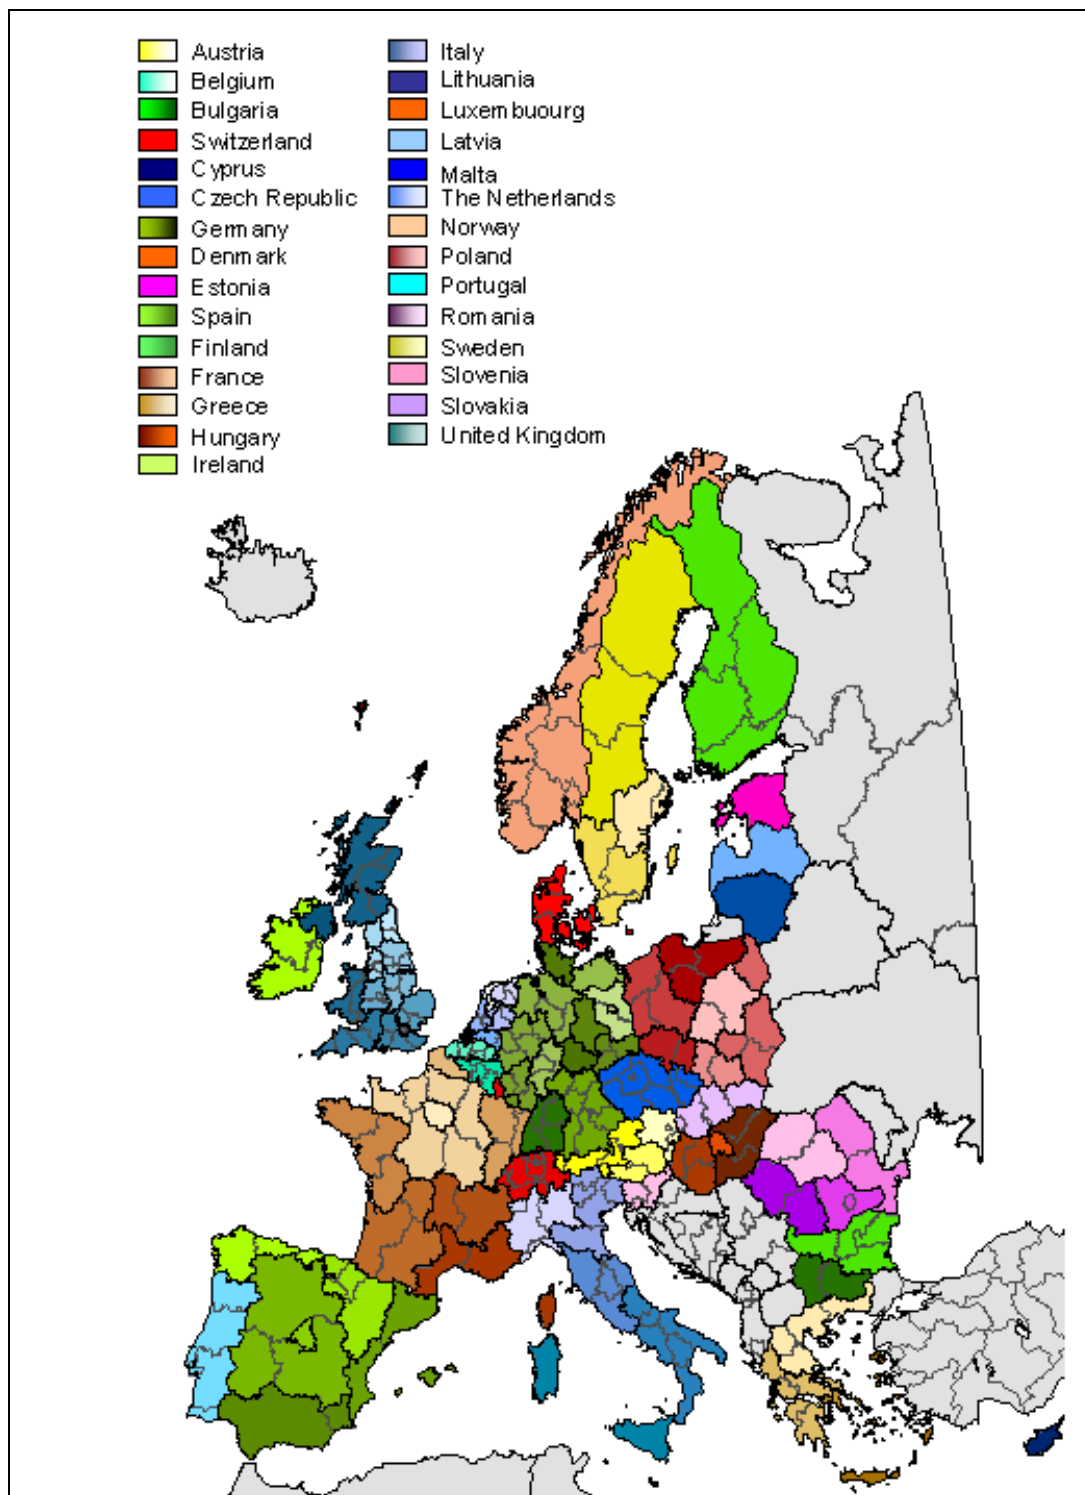 Austria
Belgium
Bulgaria
Switzerland
Cyprus
Czech Republic
Germany
Denmark
Estonia
Spain
Finland
France
Greece
Hungary
Ireland
Italy
Lithuania
Luxembuourg
Latvia
Malta
The Netherlands
Norway
Poland
Portugal
Romania
Sweden
Slovenia
Slovakia
United Kingdom